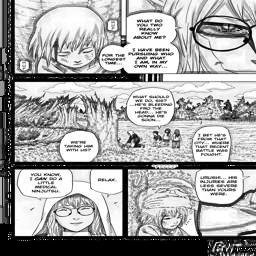 WHAT DO
YOU TWO
REALLY
KNOW
ABOUT ME?
I HAVE BEEN
PURSUING WHO
AND WHAT
I AM, IN MY
OWN WAY...
FOR THE
LONGEST
TIME...
WHAT SHOULD
WE DO, SIS?
...HE'S BLEEDING
FRO
THE
HEAD... HE'S
GONNA DIE
SOON..
I BET HE'S
FROM THAT
CITY... WHERE
THAT RECENT
BATTLE WAS
FOUGHT.
WE'RE
TAKING HIM
WITH US?
YOU KNOW,
I CAN DO A
LITTLE
MEDICAL
NINJUTSU.
RELAX.
HIS
INJURIES ARE
LESS SEVERE
THAN YOURS
WERE.